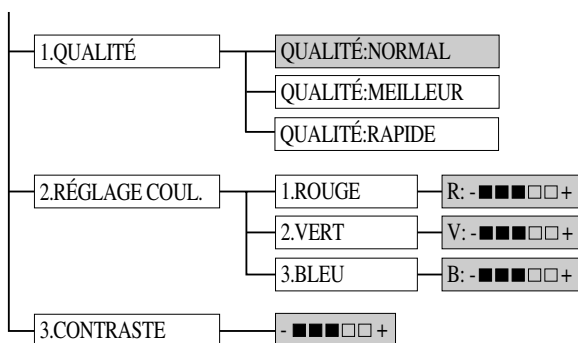 1.QUALITÉ QUALITÉ:NORMAL
QUALITÉ:MEILLEUR
QUALITÉ:RAPIDE
2.RÉGLAGE COUL. 1.ROUGE R: -■■■□□+
2.VERT V: -■■■□□+
3.BLEU B: -■■■□□+
3.CONTRASTE -■■■□□+